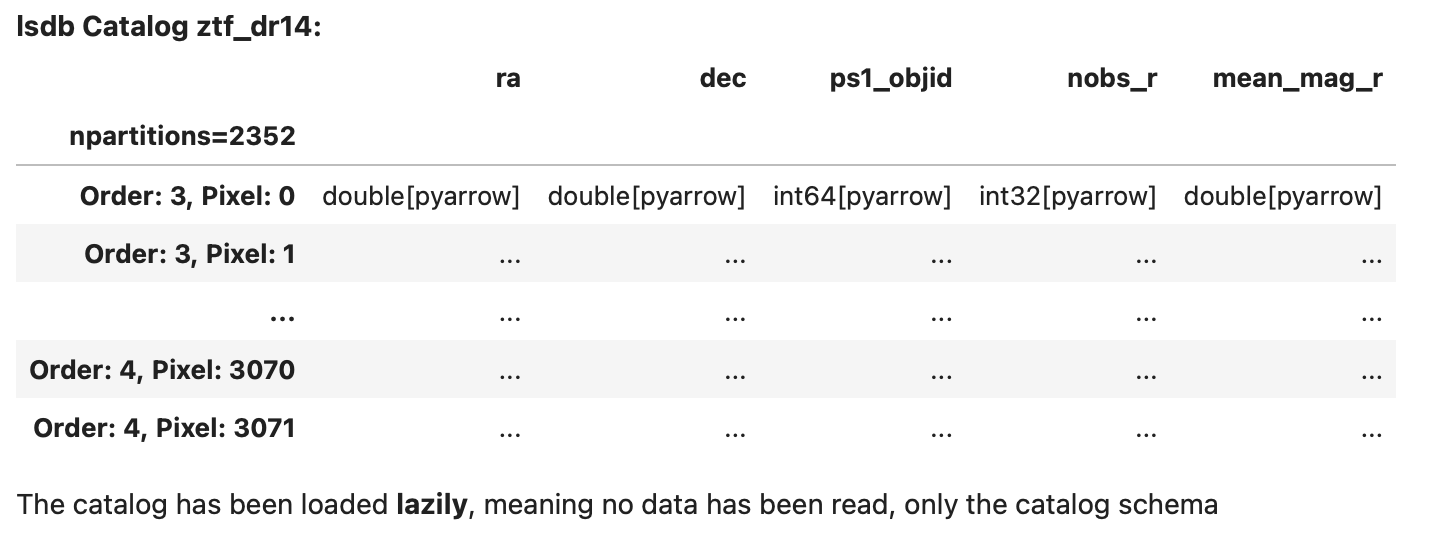 lsdb Catalog ztf_dr14:
ra dec ps1_objid nobs_r mean_mag_r
npartitions=2352
Order: 3, Pixel: 0 double[pyarrow] double[pyarrow] int64[pyarrow] int32[pyarrow] double[pyarrow]
Order: 3, Pixel: 1 ... ... ... ... ...
... ... ... ... ... ...
Order: 4, Pixel: 3070 ... ... ... ... ...
Order: 4, Pixel: 3071 ... ... ... ... ...
The catalog has been loaded lazily, meaning no data has been read, only the catalog schema